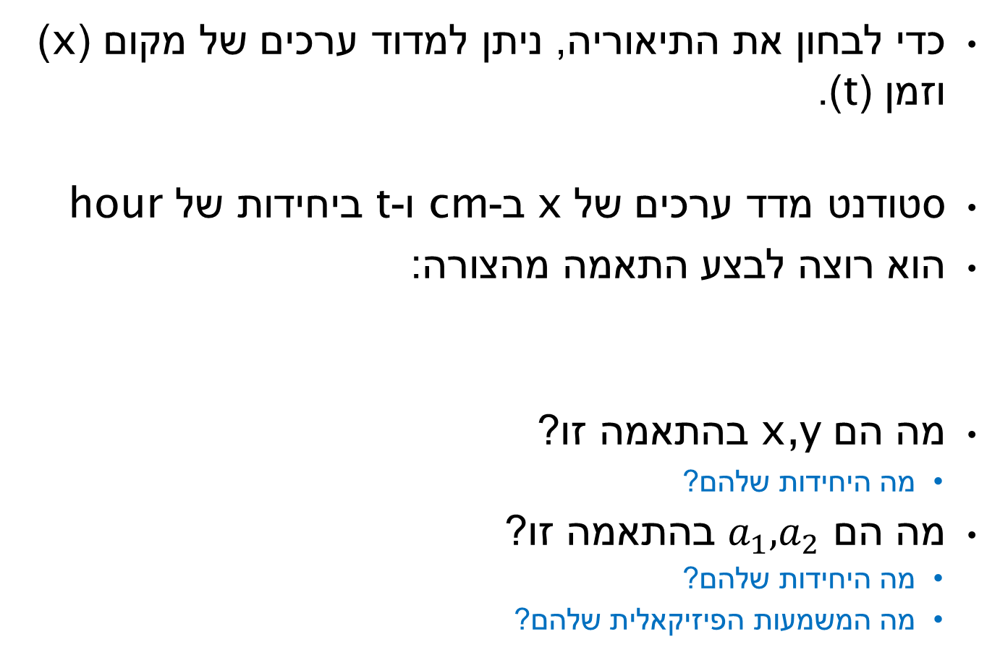 • כדי לבחון את התיאוריה, ניתן למדוד ערכים של מקום (x)
וזמן (t).
• סטודנט מדד ערכים של x ב-cm ו-t ביחידות של hour
• הוא רוצה לבצע התאמה מהצורה:
• מה הם x,y בהתאמה זו?
• מה היחידות שלהם?
• מה הם a₁,a₂ בהתאמה זו?
• מה היחידות שלהם?
• מה המשמעות הפיזיקאלית שלהם?